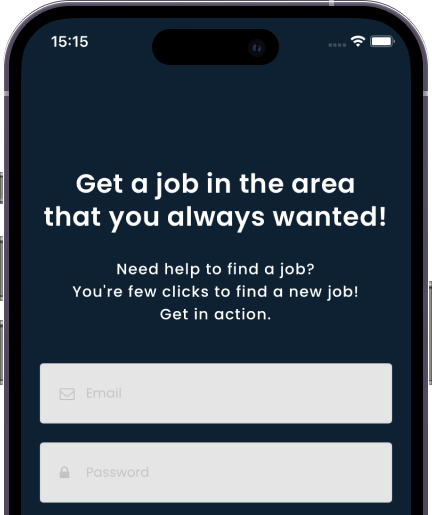 15:15
Get a job in the area
that you always wanted!
Need help to find a job?
You're few clicks to find a new job!
Get in action.
Email
Password